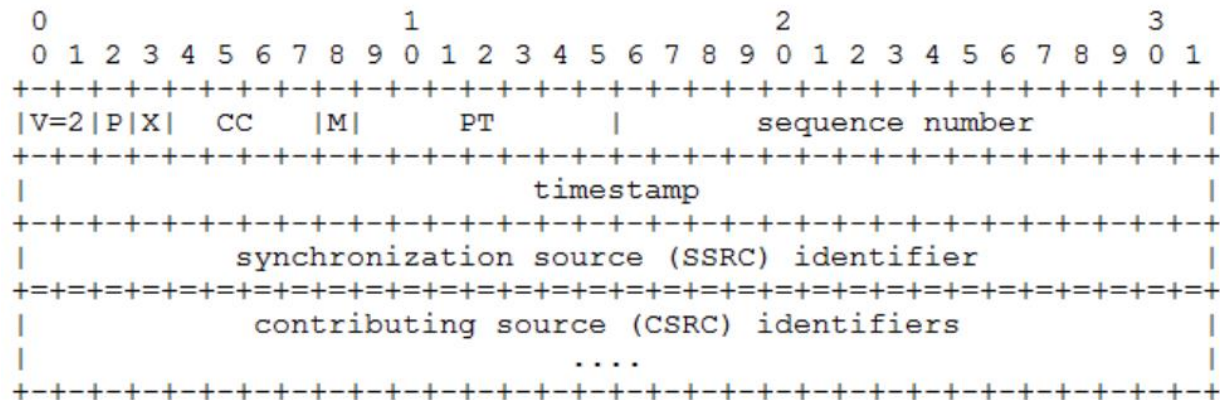 0                   1                   2                   3
 0 1 2 3 4 5 6 7 8 9 0 1 2 3 4 5 6 7 8 9 0 1 2 3 4 5 6 7 8 9 0 1
+-+-+-+-+-+-+-+-+-+-+-+-+-+-+-+-+-+-+-+-+-+-+-+-+-+-+-+-+-+-+-+-+
|V=2|P|X|  CC   |M|     PT      |       sequence number         |
+-+-+-+-+-+-+-+-+-+-+-+-+-+-+-+-+-+-+-+-+-+-+-+-+-+-+-+-+-+-+-+-+
|                           timestamp                           |
+-+-+-+-+-+-+-+-+-+-+-+-+-+-+-+-+-+-+-+-+-+-+-+-+-+-+-+-+-+-+-+-+
|           synchronization source (SSRC) identifier            |
+=+=+=+=+=+=+=+=+=+=+=+=+=+=+=+=+=+=+=+=+=+=+=+=+=+=+=+=+=+=+=+=+
|            contributing source (CSRC) identifiers             |
|                             ....                              |
+-+-+-+-+-+-+-+-+-+-+-+-+-+-+-+-+-+-+-+-+-+-+-+-+-+-+-+-+-+-+-+-+